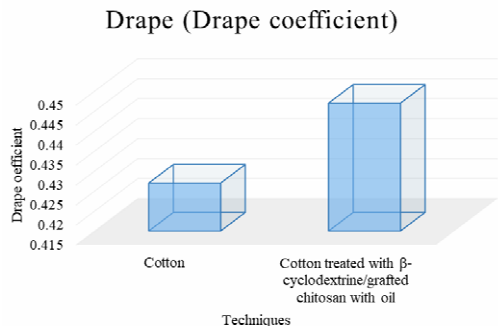 Drape (Drape coefficient)
0.45
0.445
0.44
0.435
0.43
0.425
0.42
0.415
Drape oefficient
Cotton
Cotton treated with β-
cyclodextrine/grafted
chitosan with oil
Techniques